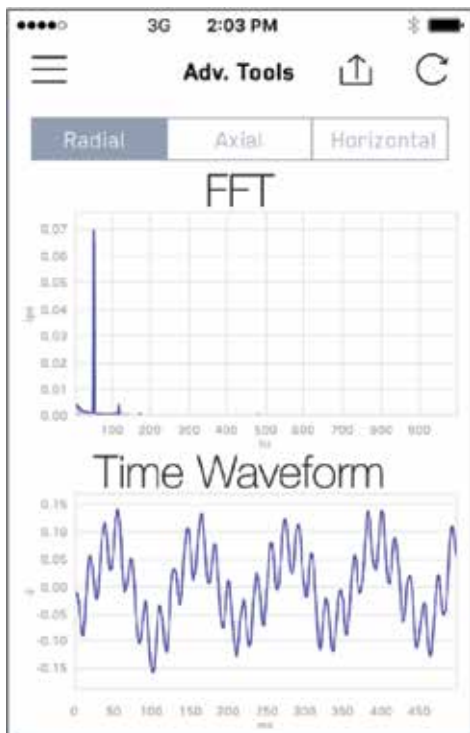 3G 2:03 PM
Adv. Tools
Radial Axial Horizontal
FFT
0.07
0.06
0.05
0.04
0.03
0.02
0.01
0.00
ips
100 200 300 400 500 600 700 800 900
hz
Time Waveform
0.15
0.10
0.05
0.00
-0.05
-0.10
-0.15
g
0 50 100 150 200 250 300 350 400 450
ms